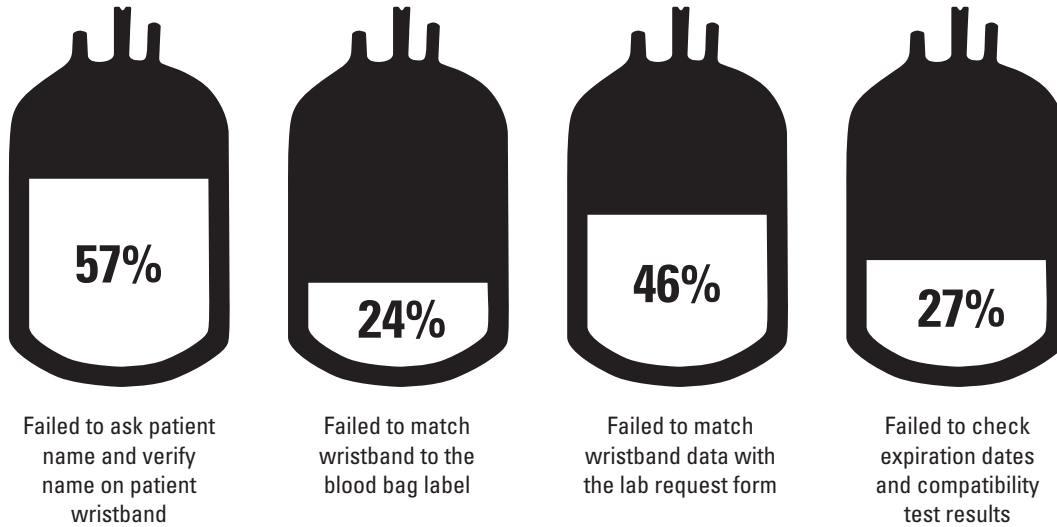 57%
24%
46%
27%
Failed to ask patient
name and verify
name on patient
wristband
Failed to match
wristband to the
blood bag label
Failed to match
wristband data with
the lab request form
Failed to check
expiration dates
and compatibility
test results